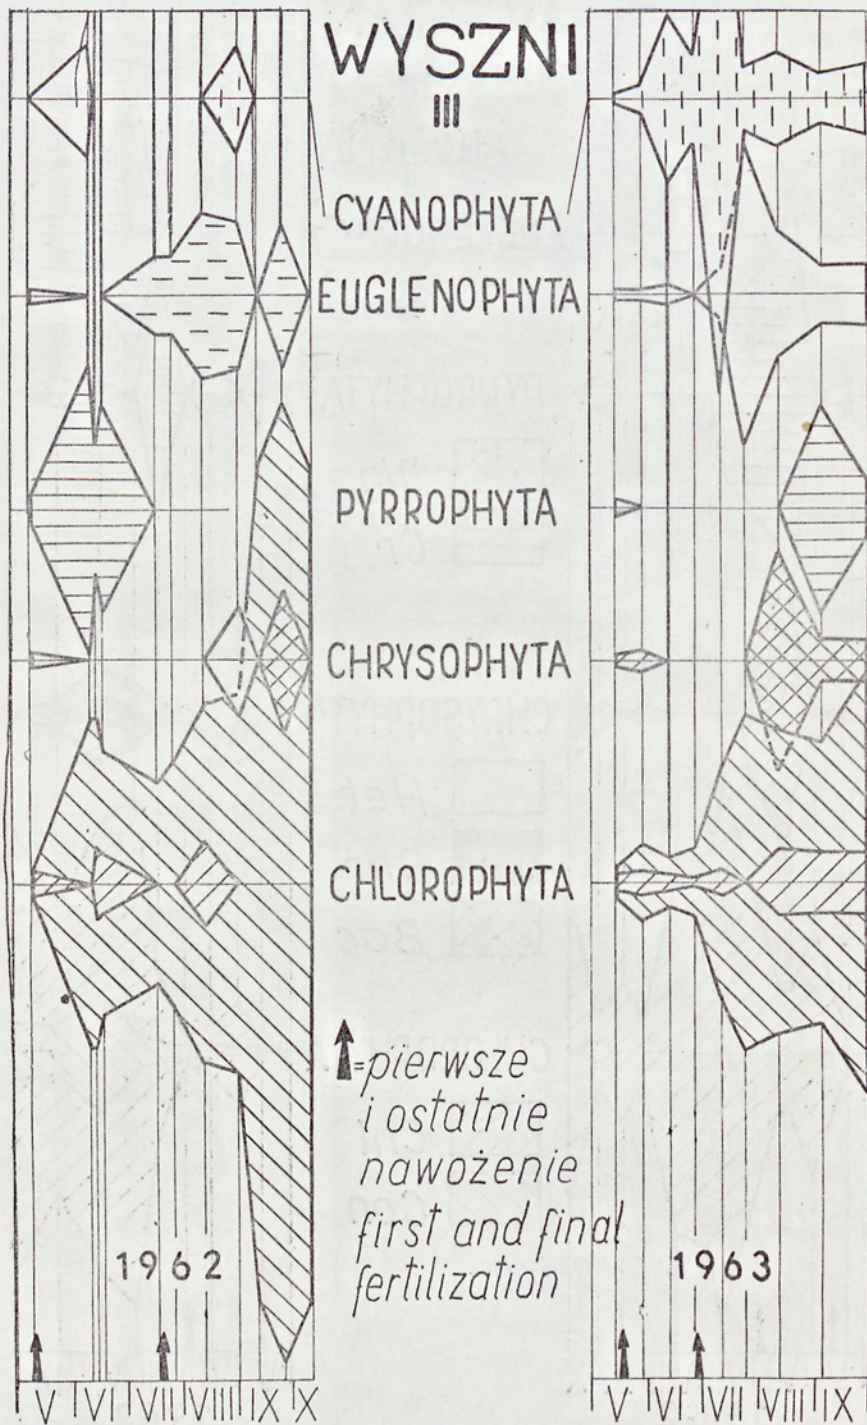 WYSZNI
III
CYANOPHYTA
EUGLENOPHYTA
PYRROPHYTA
CHRYSOPHYTA
CHLOROPHYTA
=pierwsze
i ostatnie
nawożenie
first and final
fertilization
1962
1963
V VI VII VIII IX X
V VI VII VIII IX